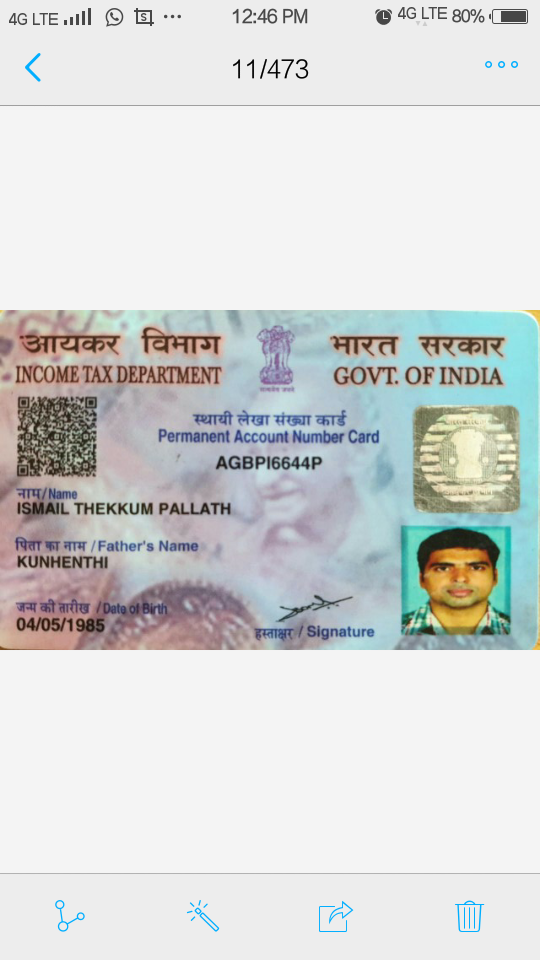 4G LTE 12:46 PM 4G LTE 80%
11/473
आयकर विभाग भारत सरकार
INCOME TAX DEPARTMENT GOVT. OF INDIA
स्थायी लेखा संख्या कार्ड
Permanent Account Number Card
AGBPI6644P
नाम/Name
ISMAIL THEKKUM PALLATH
पिता का नाम /Father's Name
KUNHENTHI
जन्म की तारीख /Date of Birth
04/05/1985
हस्ताक्षर / Signature